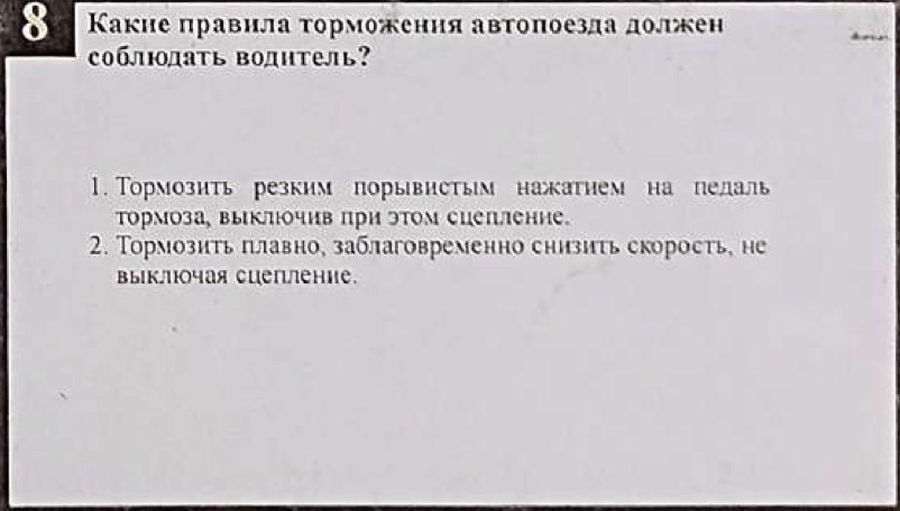 8
Какие правила торможения автопоезда должен
соблюдать водитель?
1. Тормозить резким порывистым нажатием на педаль
тормоза, выключив при этом сцепление.
2. Тормозить плавно, заблаговременно снизить скорость, не
выключая сцепление.